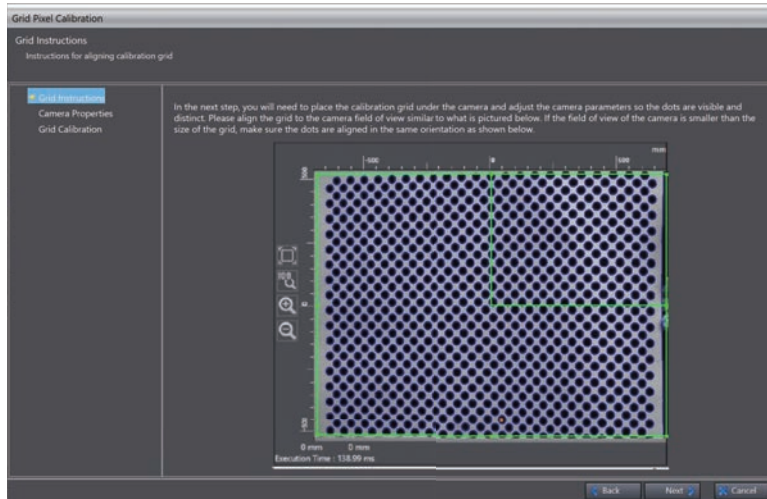 Grid Pixel Calibration
Grid Instructions
Instructions for aligning calibration grid
Grid Instructions
Camera Properties
Grid Calibration
In the next step, you will need to place the calibration grid under the camera and adjust the camera parameters so the dots are visible and
distinct. Please align the grid to the camera field of view similar to what is pictured below. If the field of view of the camera is smaller than the
size of the grid, make sure the dots are aligned in the same orientation as shown below.
mm
-500 0 500
500
0
-500
0 mm 0 mm
Execution Time : 138.99 ms
Back Next Cancel